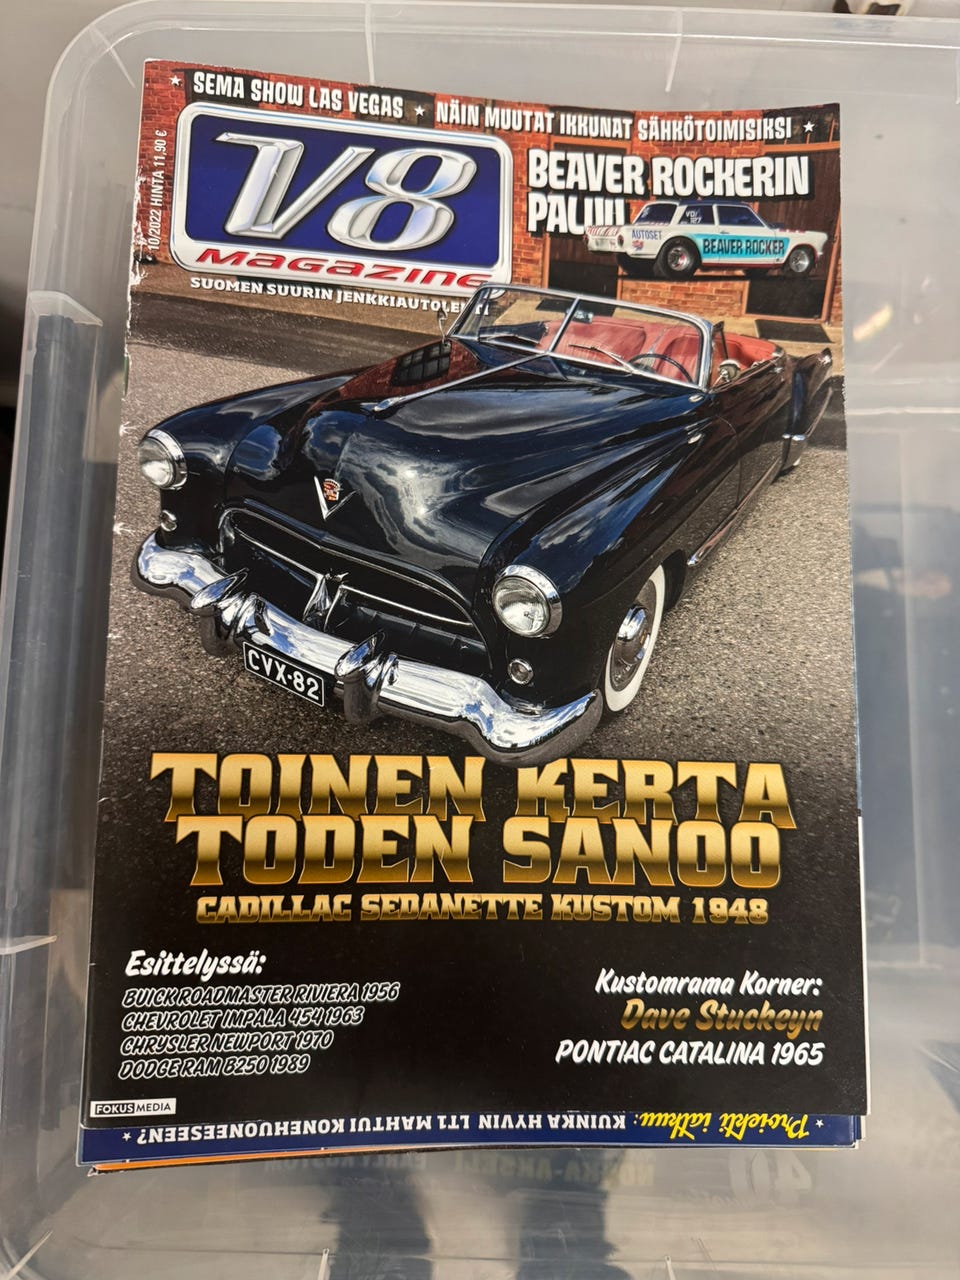 ★ SEMA SHOW LAS VEGAS ★ NÄIN MUUTAT IKKUNAT SÄHKÖTOIMISIKSI ★
10/2022 HINTA 11,90 €
V8
MAGAZINE
SUOMEN SUURIN JENKKIAUTOLEHTI
BEAVER ROCKERIN
PALUU
VD/
AUTOSET
BEAVER ROCKER
CVX-82
TOINEN KERTA
TODEN SANOO
CADILLAC SEDANETTE KUSTOM 1948
Esittelyssä:
BUICK ROADMASTER RIVIERA 1956
CHEVROLET IMPALA 454 1963
CHRYSLER NEWPORT 1970
DODGE RAM B250 1989
Kustomrama Korner:
Dave Stuckeyn
PONTIAC CATALINA 1965
FOKUS MEDIA
★ Projekti jatkuu: KUINKA HYVIN LT1 MAHTUI KONEHUONEESEEN? ★